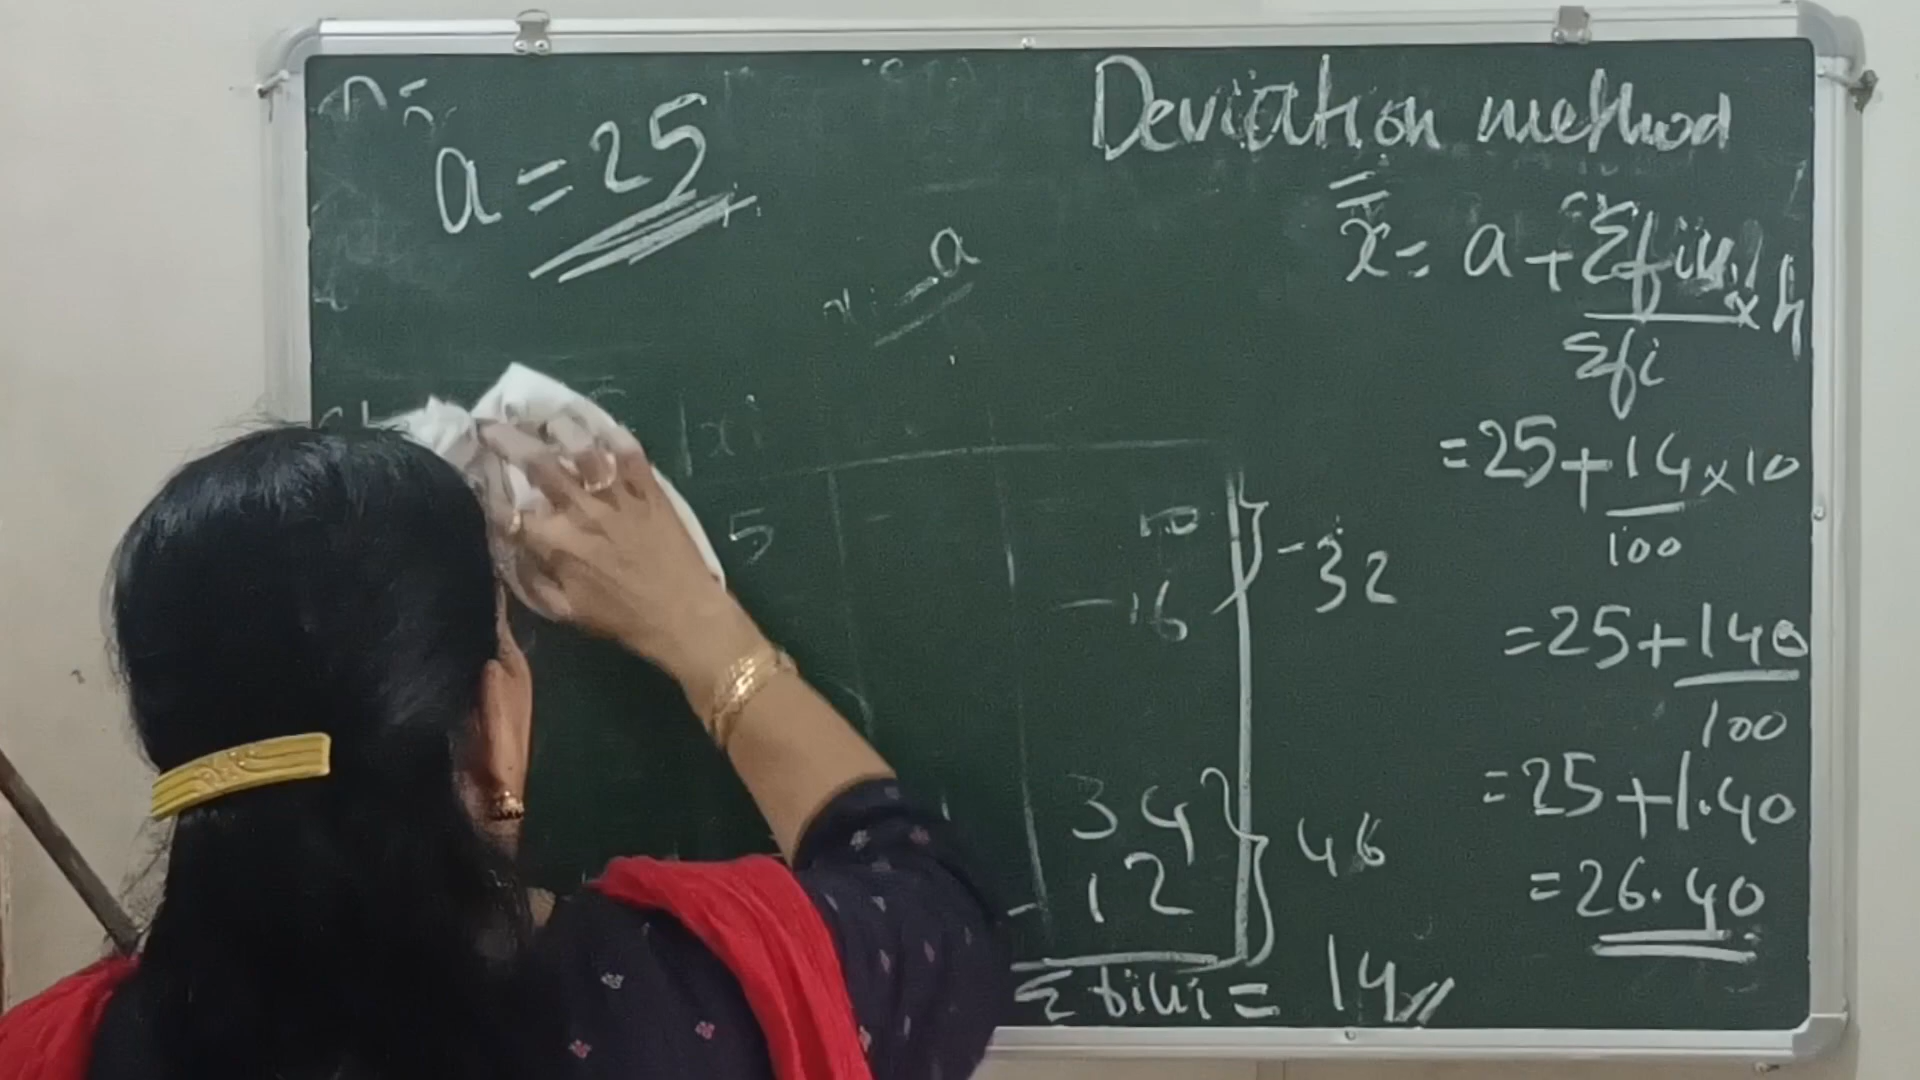 a = 25
Deviation method
x̄ = a + Σfiui/Σfi × h
- a
xi
= 25 + 14/100 × 10
5
-16
-32
= 25 + 140/100
34
12
46
= 25 + 1.40
= 26.40
Σfiui = 14